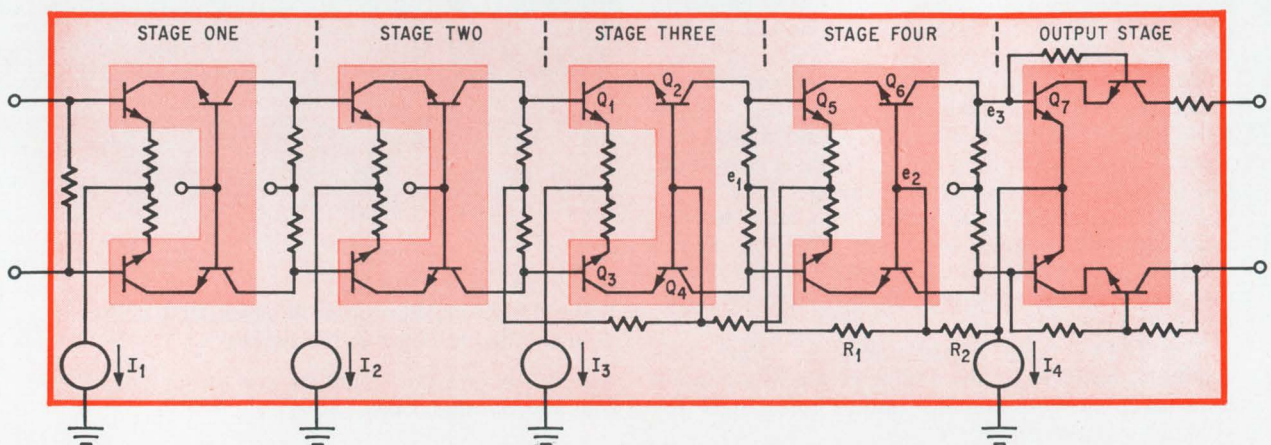 STAGE ONE
STAGE TWO
STAGE THREE
STAGE FOUR
OUTPUT STAGE
Q1
Q2
Q5
Q6
e3
Q7
e1
e2
Q3
Q4
R1
R2
I1
I2
I3
I4